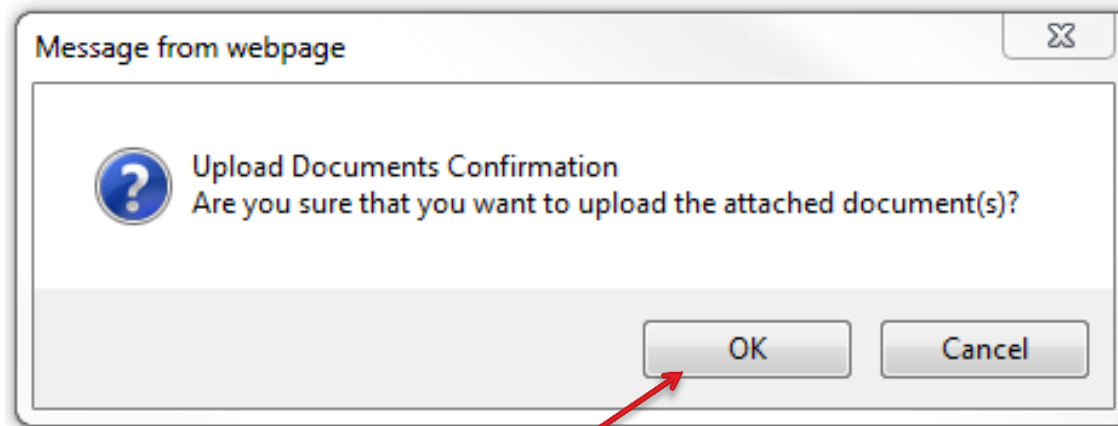 Message from webpage
Upload Documents Confirmation
Are you sure that you want to upload the attached document(s)?
OK
Cancel